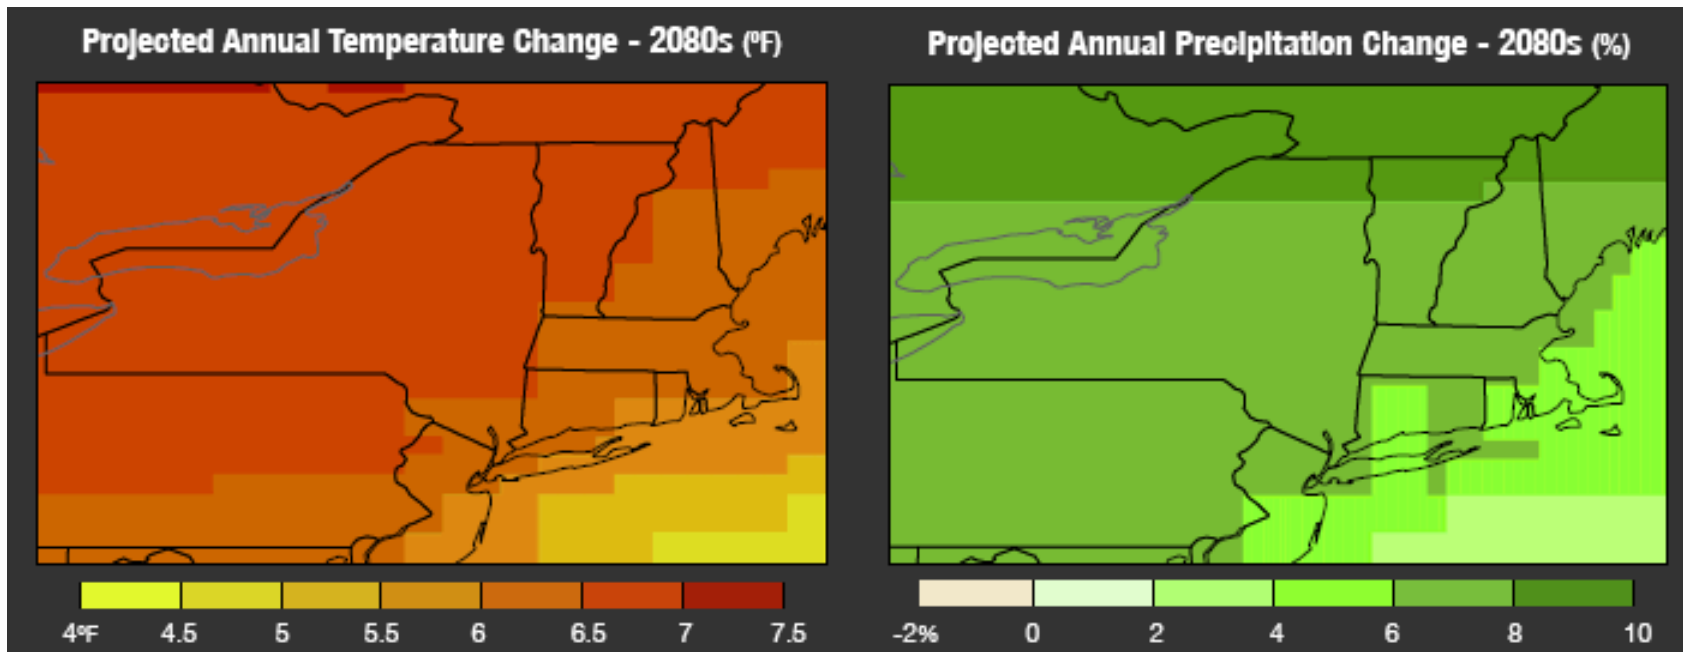 Projected Annual Temperature Change - 2080s (ºF)
Projected Annual Precipitation Change - 2080s (%)
4ºF 4.5 5 5.5 6 6.5 7 7.5
-2% 0 2 4 6 8 10